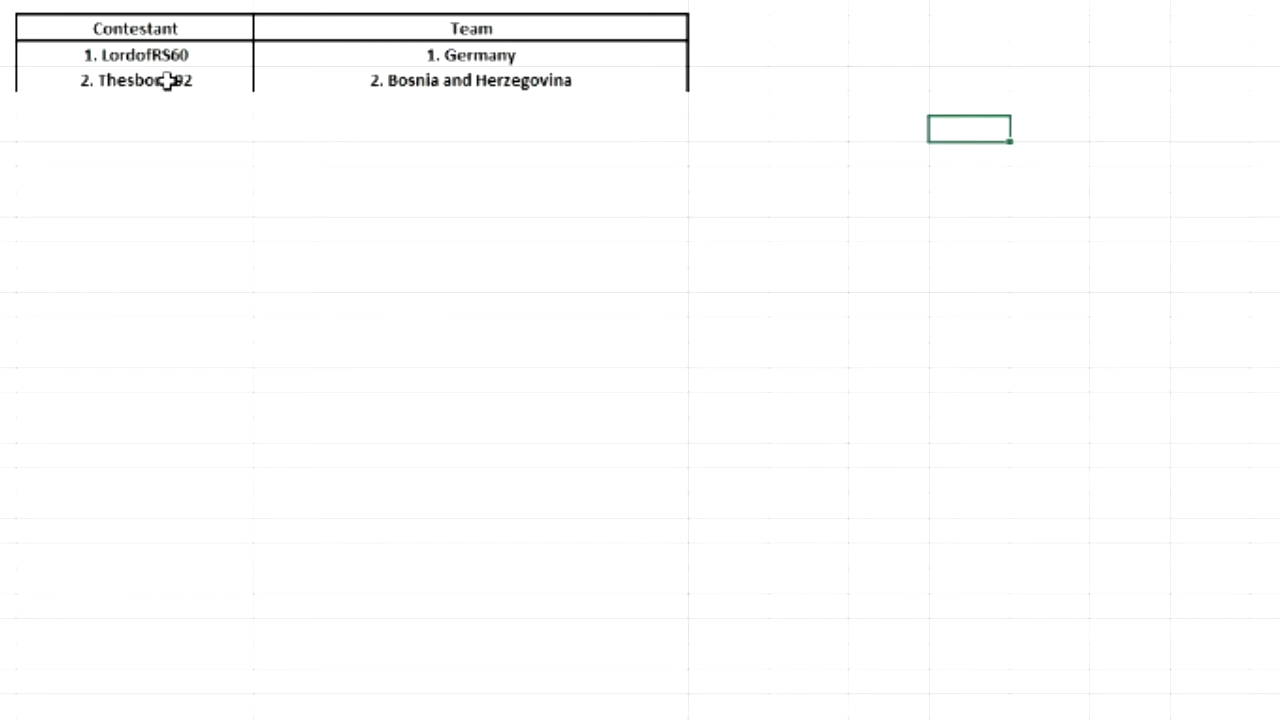 Contestant Team
1. LordofRS60 1. Germany
2. 2. Bosnia and Herzegovina